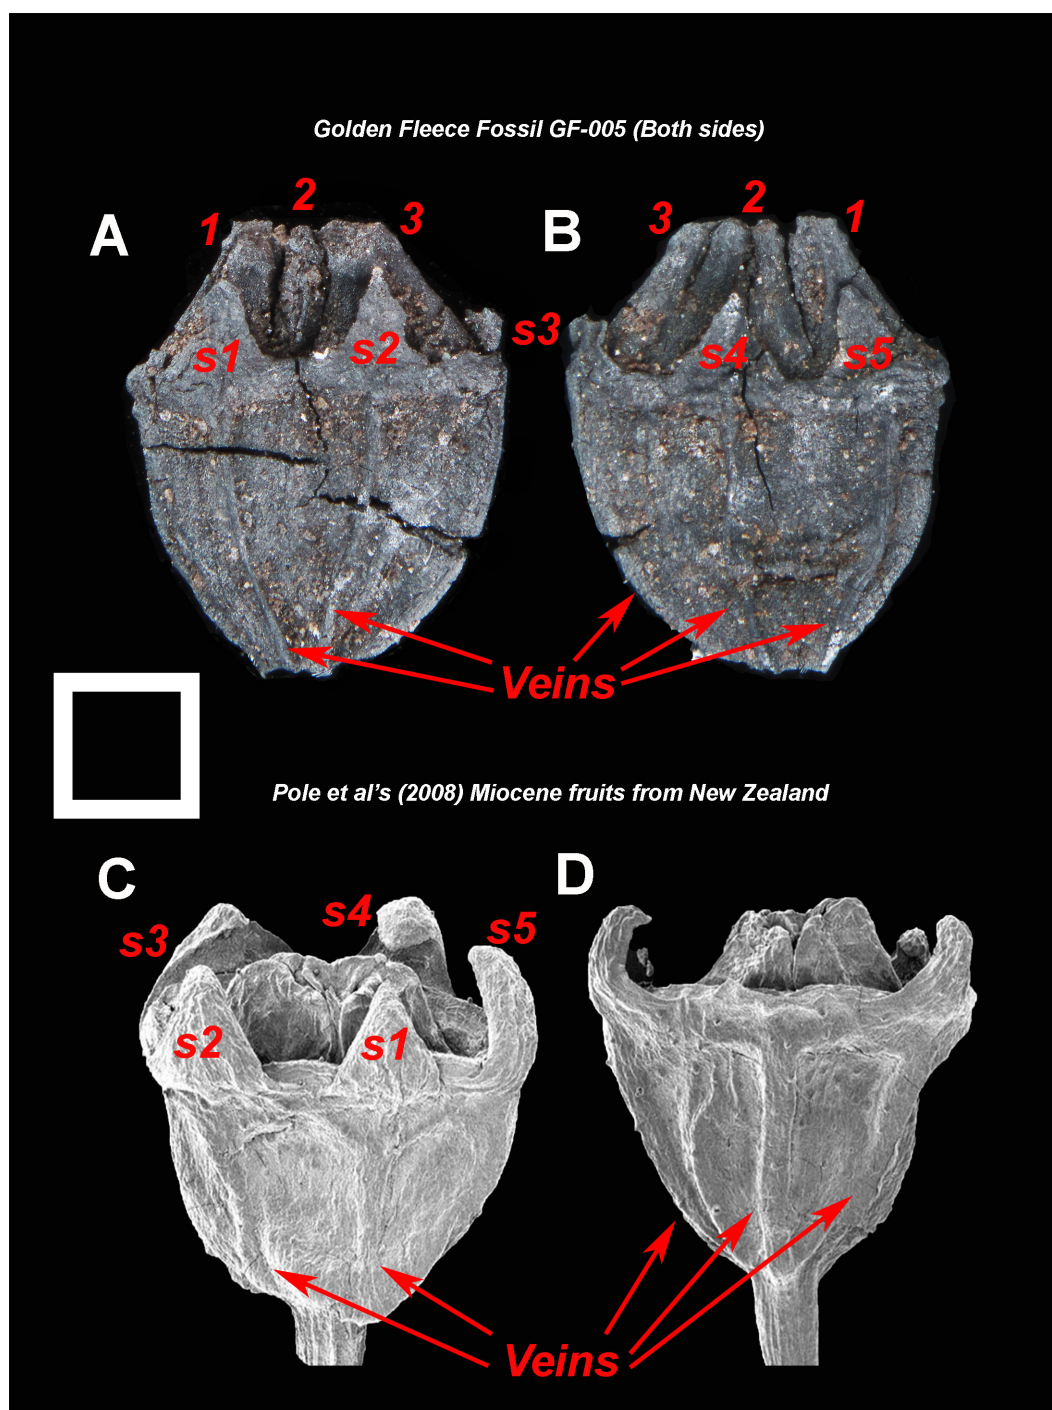 Golden Fleece Fossil GF-005 (Both sides)
A
1
2
3
B
3
2
1
s1
s2
s3
s4
s5
Veins
Pole et al's (2008) Miocene fruits from New Zealand
C
s3
s4
s5
s2
s1
D
Veins